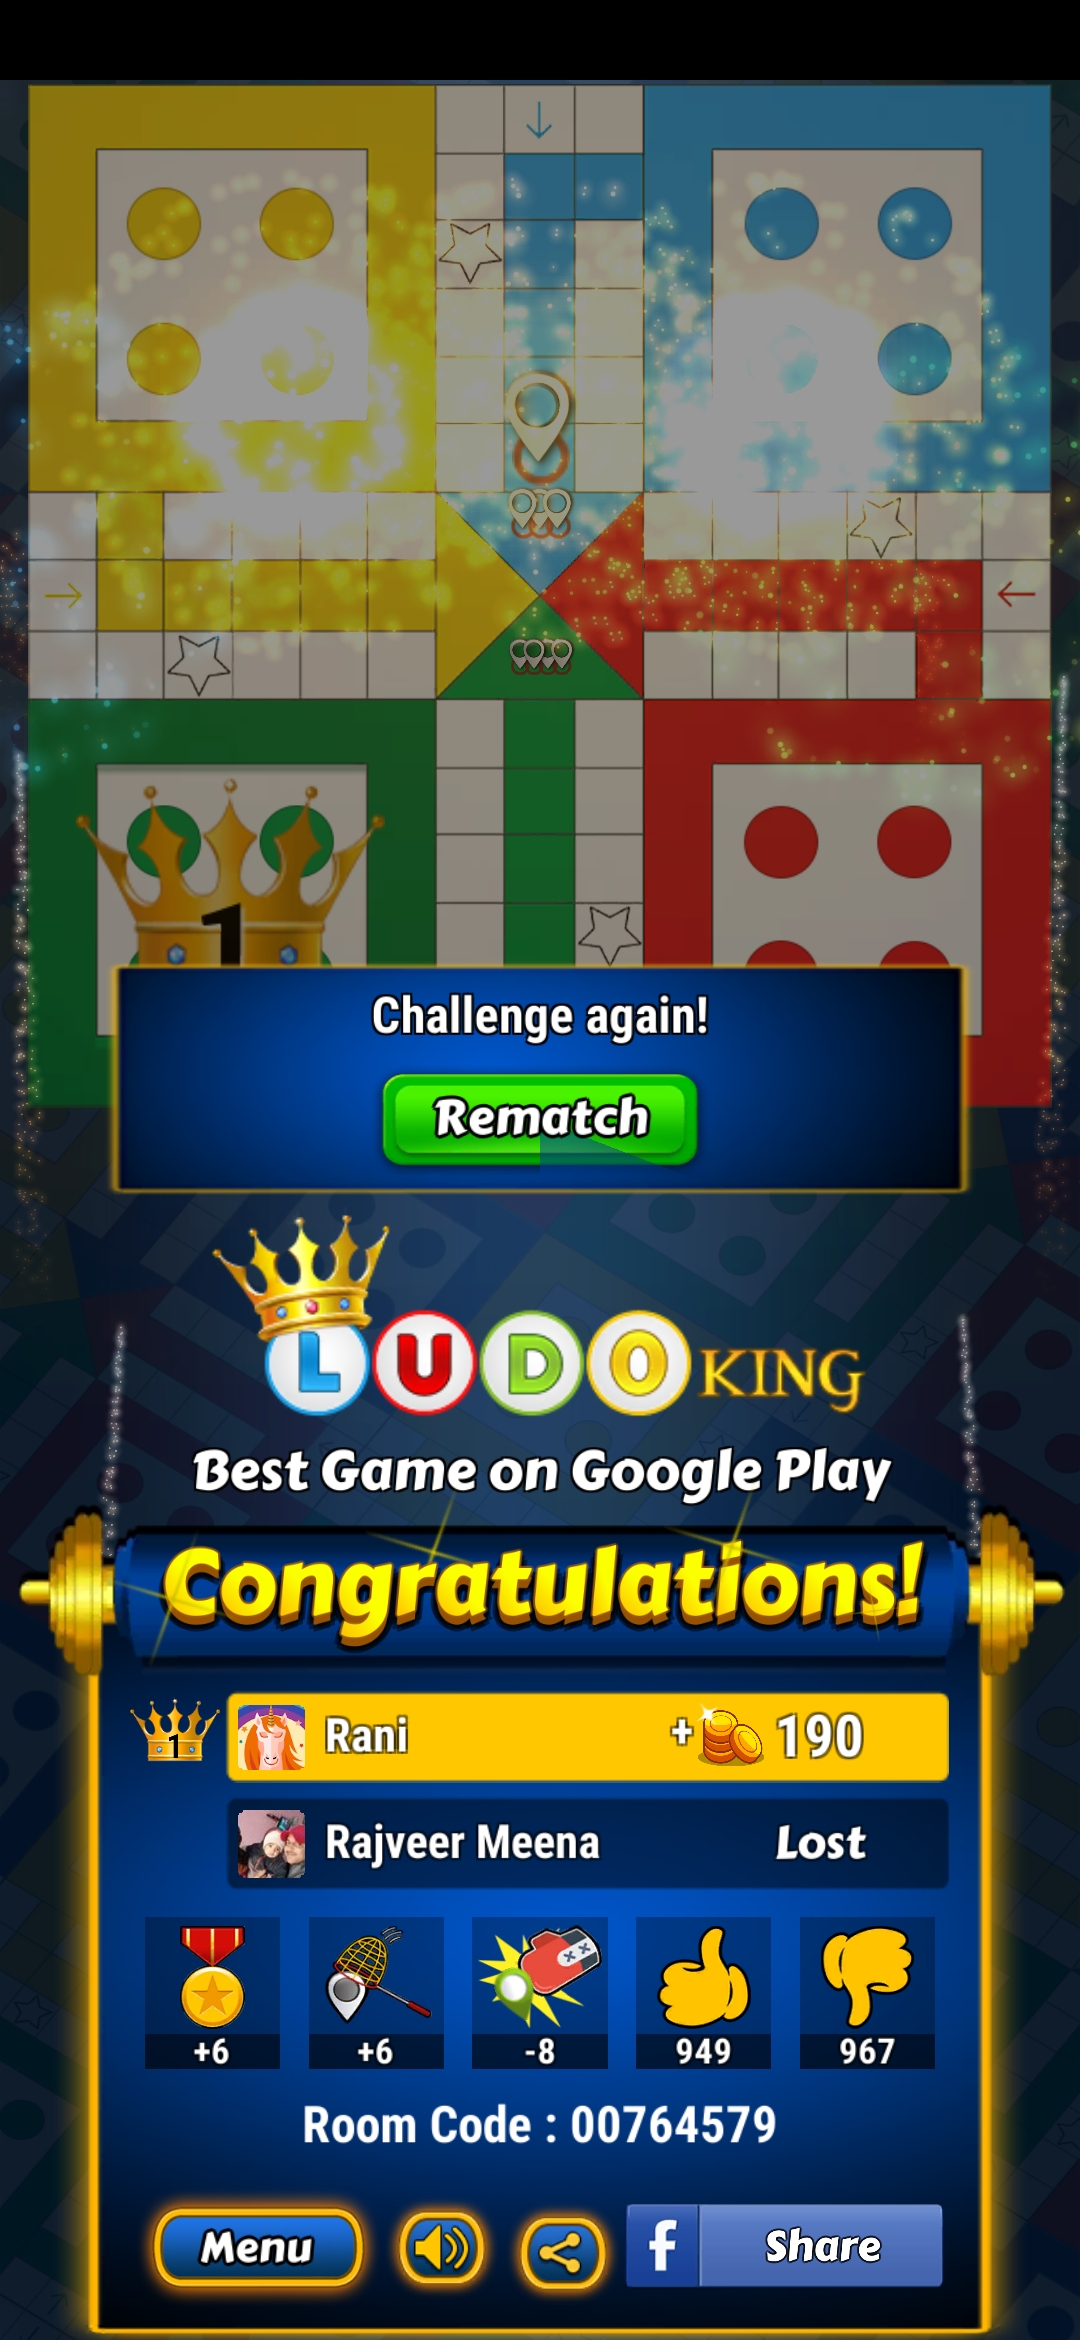 1
Challenge again!
Rematch
LUDO KING
Best Game on Google Play
Congratulations!
1 Rani + 190
Rajveer Meena Lost
+6 +6 -8 949 967
Room Code : 00764579
Menu f Share